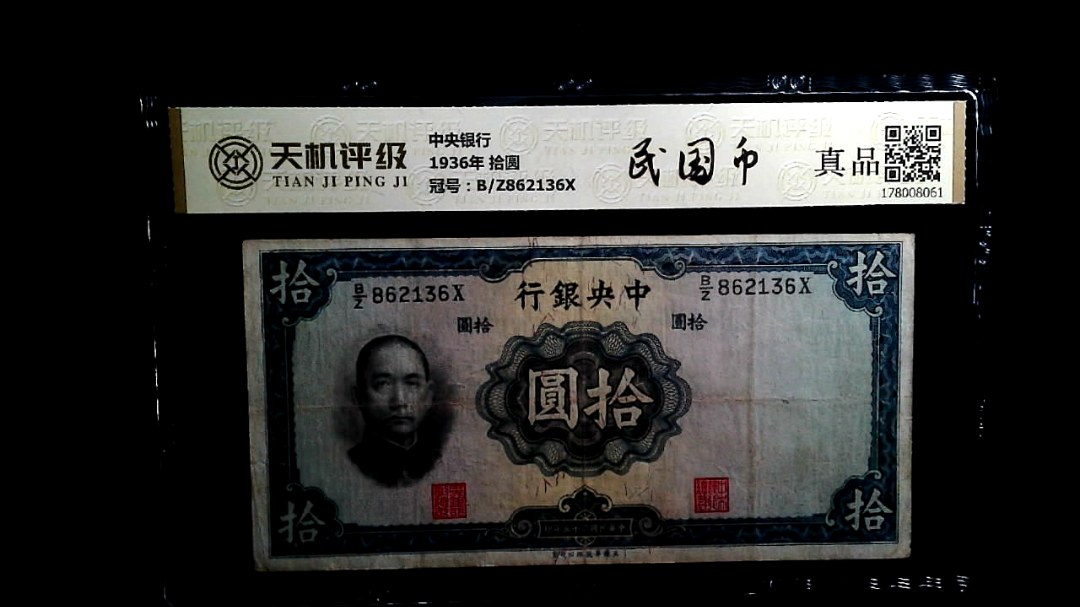 天机评级
TIAN JI PING JI
中央银行
1936年 拾圆
冠号：B/Z862136X
民国币
真品
178008061
拾
拾
B/Z 862136X
行銀央中
B/Z 862136X
圓拾
圓拾
圓拾
拾
拾